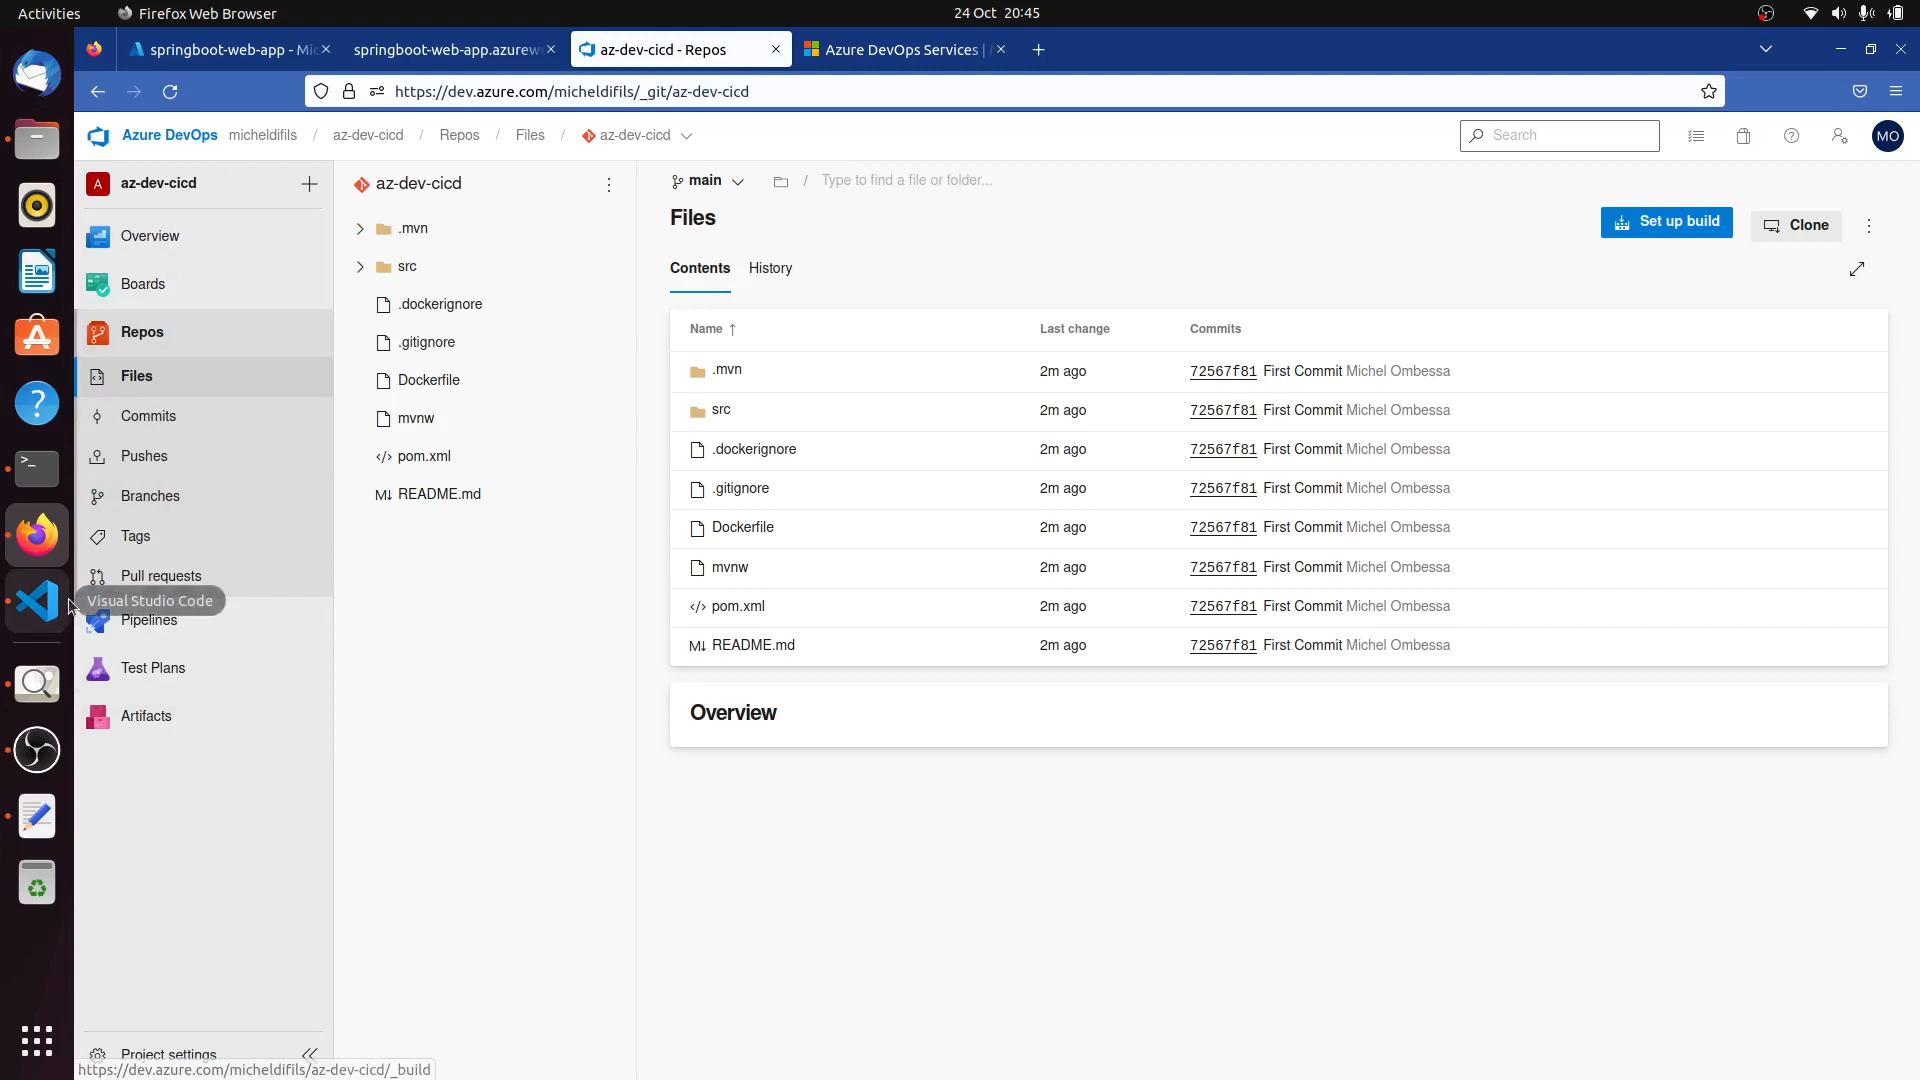 Activities
Firefox Web Browser
24 Oct 20:45
springboot-web-app - Mic
springboot-web-app.azurewe
az-dev-cicd - Repos
Azure DevOps Services |
https://dev.azure.com/micheldifils/_git/az-dev-cicd
Azure DevOps
micheldifils / az-dev-cicd / Repos / Files / az-dev-cicd
Search
MO
A
az-dev-cicd
Overview
Boards
Repos
Files
Commits
Pushes
Branches
Tags
Pull requests
Visual Studio Code
Pipelines
Test Plans
Artifacts
Project settings
https://dev.azure.com/micheldifils/az-dev-cicd/_build
az-dev-cicd
.mvn
src
.dockerignore
.gitignore
Dockerfile
mvnw
pom.xml
README.md
main
/ Type to find a file or folder...
Files
Set up build
Clone
Contents
History
Name ↑ Last change Commits
.mvn 2m ago 72567f81 First Commit Michel Ombessa
src 2m ago 72567f81 First Commit Michel Ombessa
.dockerignore 2m ago 72567f81 First Commit Michel Ombessa
.gitignore 2m ago 72567f81 First Commit Michel Ombessa
Dockerfile 2m ago 72567f81 First Commit Michel Ombessa
mvnw 2m ago 72567f81 First Commit Michel Ombessa
</> pom.xml 2m ago 72567f81 First Commit Michel Ombessa
M↓ README.md 2m ago 72567f81 First Commit Michel Ombessa
Overview